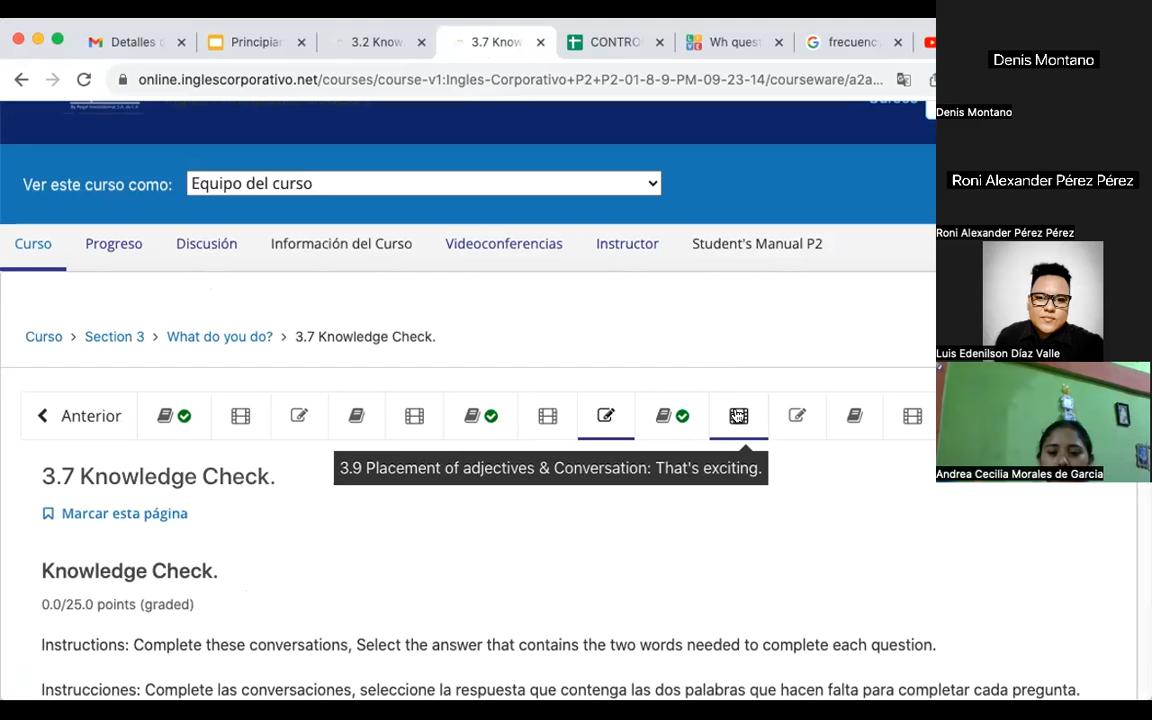 Detalles
Principian
3.2 Know
3.7 Know
CONTRO
Wh quest
frecuenc
online.inglescorporativo.net/courses/course-v1:Ingles-Corporativo+P2+P2-01-8-9-PM-09-23-14/courseware/a2a...
Ver este curso como:
Equipo del curso
Curso
Progreso
Discusión
Información del Curso
Videoconferencias
Instructor
Student's Manual P2
Curso > Section 3 > What do you do? > 3.7 Knowledge Check.
Anterior
3.9 Placement of adjectives & Conversation: That's exciting.
3.7 Knowledge Check.
Marcar esta página
Knowledge Check.
0.0/25.0 points (graded)
Instructions: Complete these conversations, Select the answer that contains the two words needed to complete each question.
Instrucciones: Complete las conversaciones, seleccione la respuesta que contenga las dos palabras que hacen falta para completar cada pregunta.
Denis Montano
Denis Montano
Roni Alexander Pérez Pérez
Roni Alexander Pérez Pérez
Luis Edenilson Díaz Valle
Andrea Cecilia Morales de Garcia